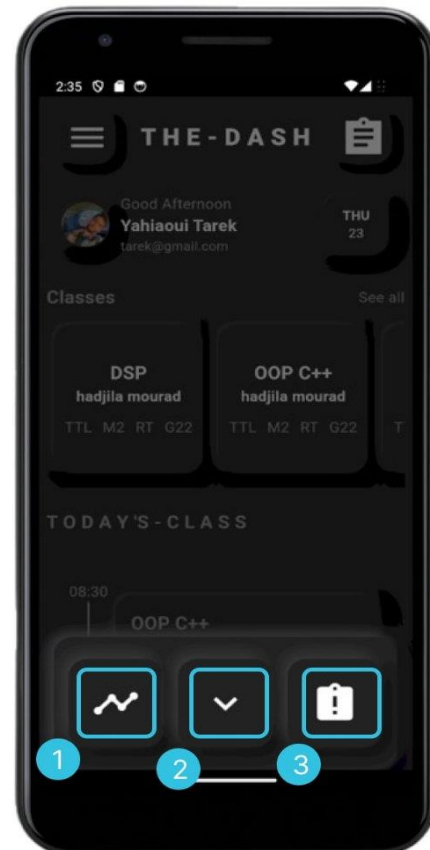 2:35
THE-DASH
Good Afternoon
Yahiaoui Tarek
tarek@gmail.com
THU
23
Classes See all
DSP
hadjila mourad
TTL M2 RT G22
OOP C++
hadjila mourad
TTL M2 RT G22
T
TODAY'S-CLASS
08:30
OOP C++
1
2
3